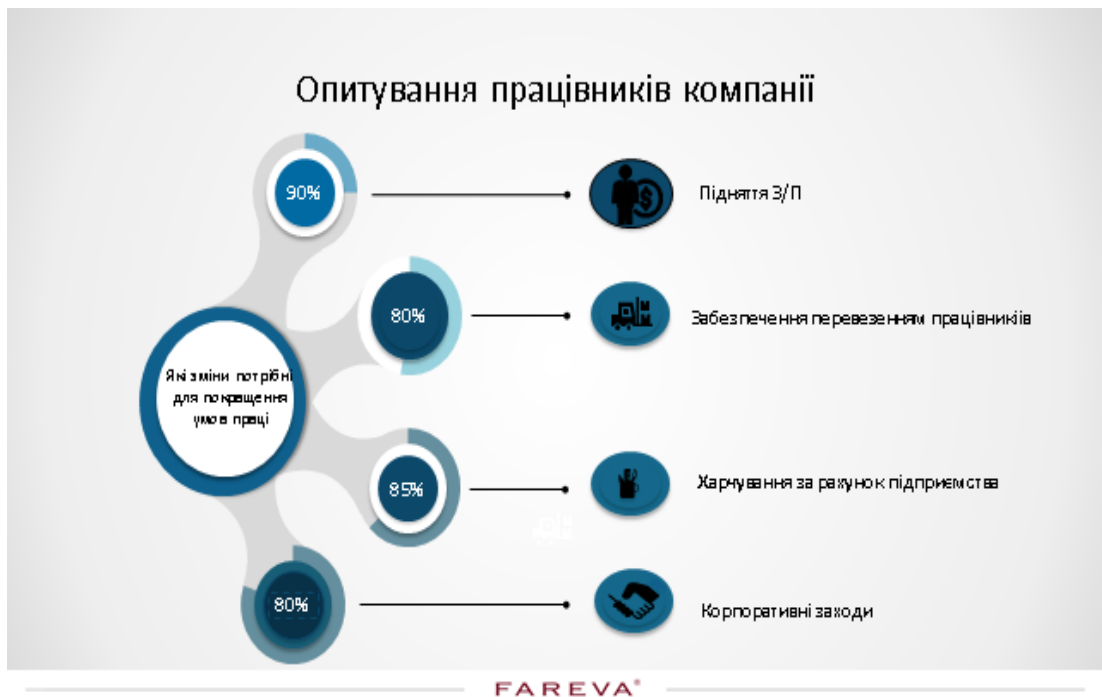 Опитування працівників компанії
90%
Підняття З/П
80%
Забезпечення перевезенням працівників
Які зміни потрібні
для покращення
умов праці
85%
Харчування за рахунок підприємства
80%
Корпоративні заходи
FAREVA